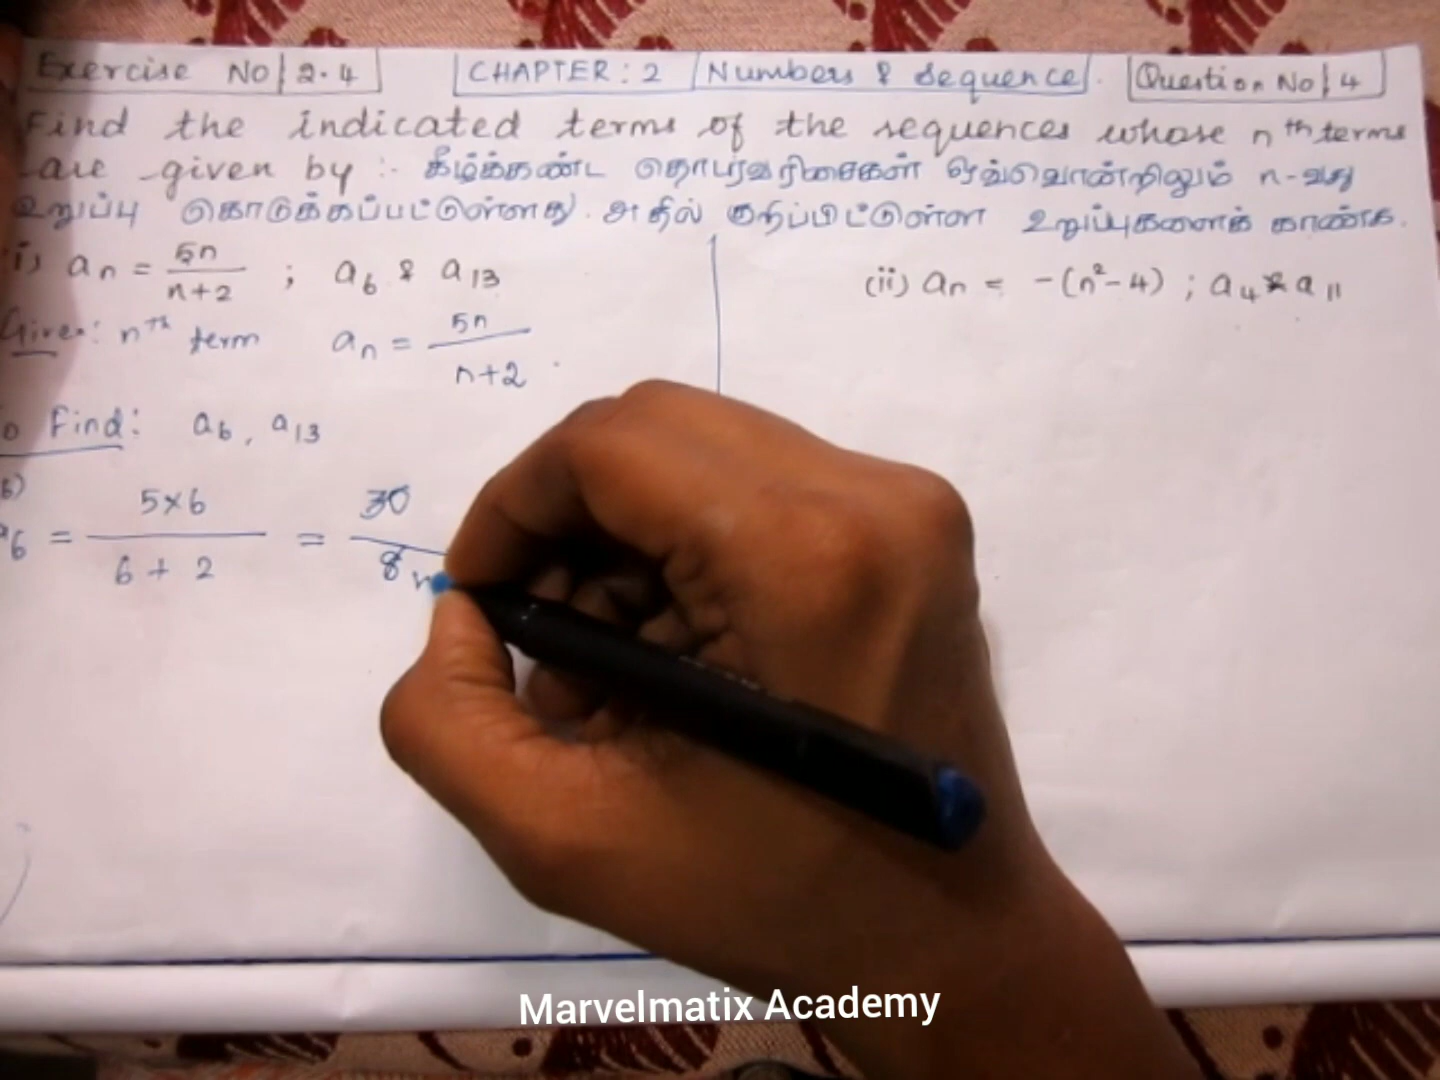 Exercise No | 2.4
CHAPTER : 2 | Numbers & Sequence.
Question No | 4
Find the indicated terms of the sequences whose nth terms
are given by :- கீழ்க்கண்ட தொடர்வரிசைகள் ஒவ்வொன்றிலும் n-வது
உறுப்பு கொடுக்கப்பட்டுள்ளது. அதில் குறிப்பிட்டுள்ள உறுப்புகளைக் காண்க.
i) an = 5n / n+2 ; a6 & a13
(ii) an = -(n² - 4) ; a4 & a11
Given: nth term an = 5n / n+2
To Find: a6, a13
a6 = 5×6 / 6 + 2 = 30 / 8
Marvelmatix Academy